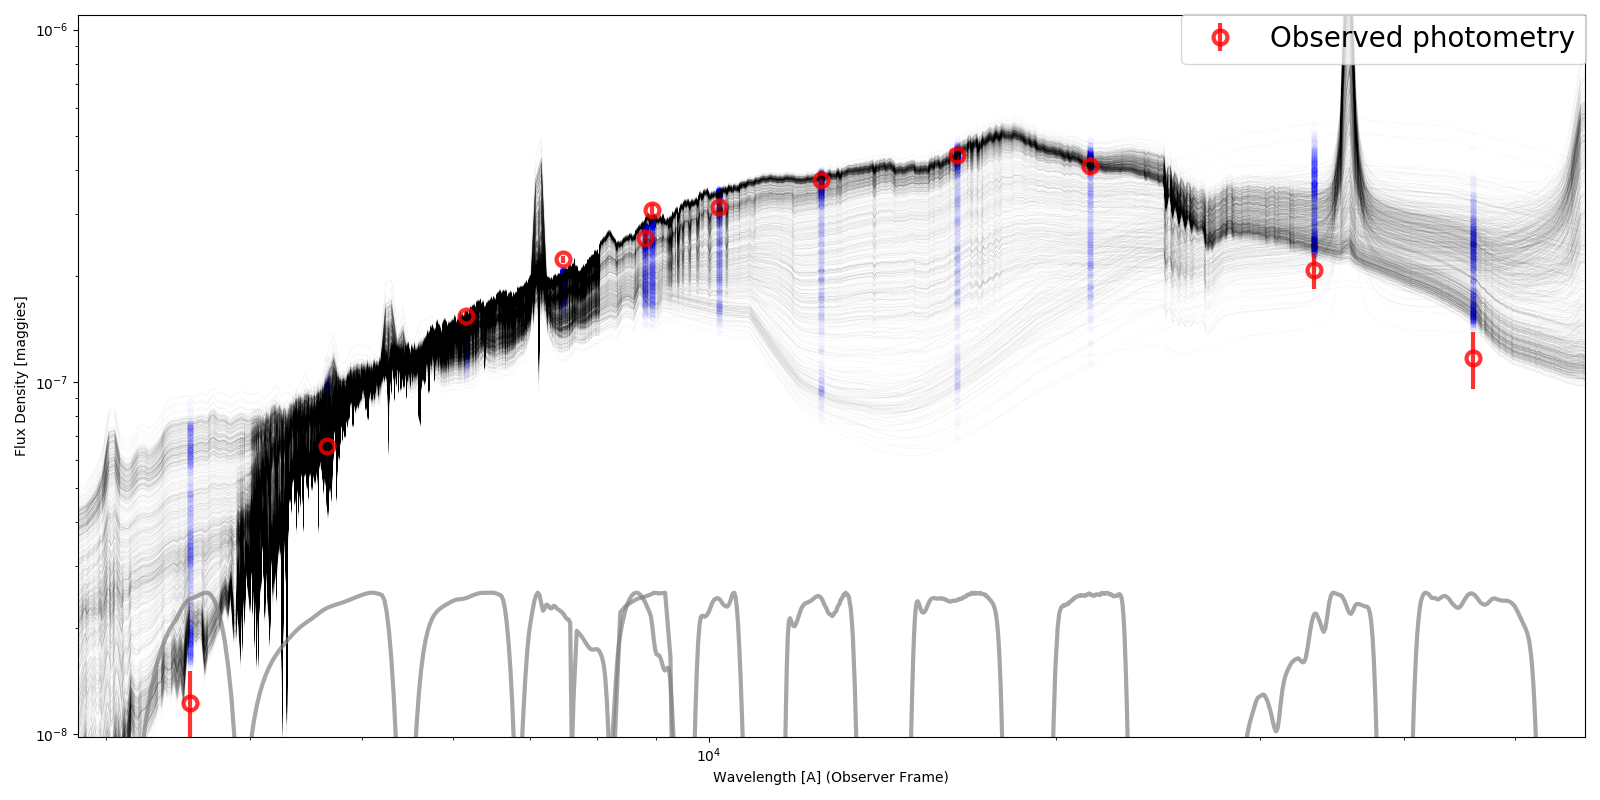 Observed photometry
10⁻⁶
10⁻⁷
10⁻⁸
Flux Density [maggies]
10⁴
Wavelength [A] (Observer Frame)